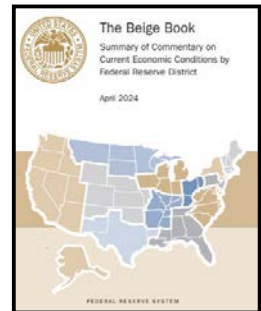 The Beige Book
Summary of Commentary on
Current Economic Conditions by
Federal Reserve District
April 2024
FEDERAL RESERVE SYSTEM